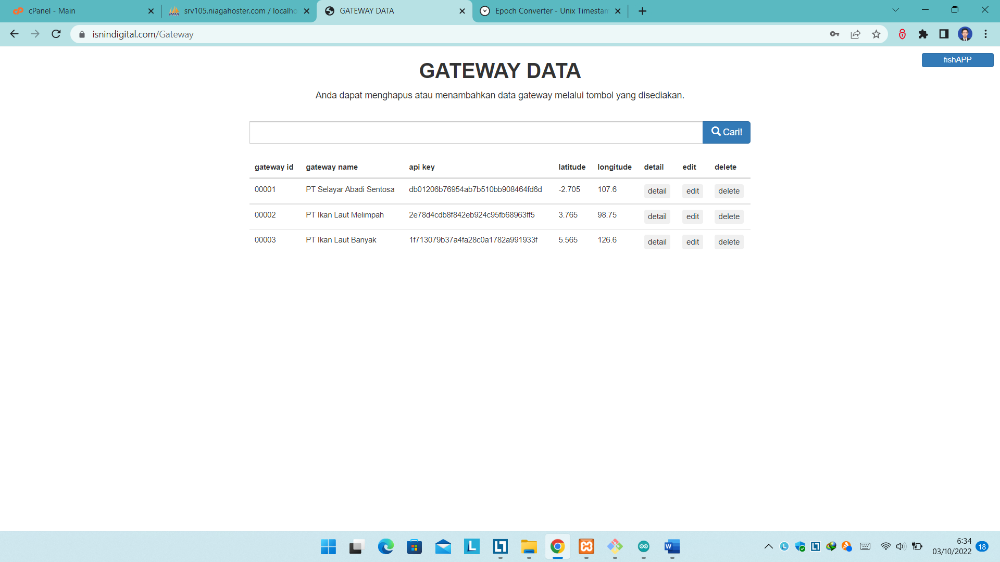 cPanel - Main
srv105.niagahoster.com / localho
GATEWAY DATA
Epoch Converter - Unix Timestam
isnindigital.com/Gateway
fishAPP
GATEWAY DATA
Anda dapat menghapus atau menambahkan data gateway melalui tombol yang disediakan.
Cari!
gateway id gateway name api key latitude longitude detail edit delete
00001 PT Selayar Abadi Sentosa db01206b76954ab7b510bb908464fd6d -2.705 107.6 detail edit delete
00002 PT Ikan Laut Melimpah 2e78d4cdb8f842eb924c95fb68963ff5 3.765 98.75 detail edit delete
00003 PT Ikan Laut Banyak 1f713079b37a4fa28c0a1782a991933f 5.565 126.6 detail edit delete
6:34
03/10/2022
18